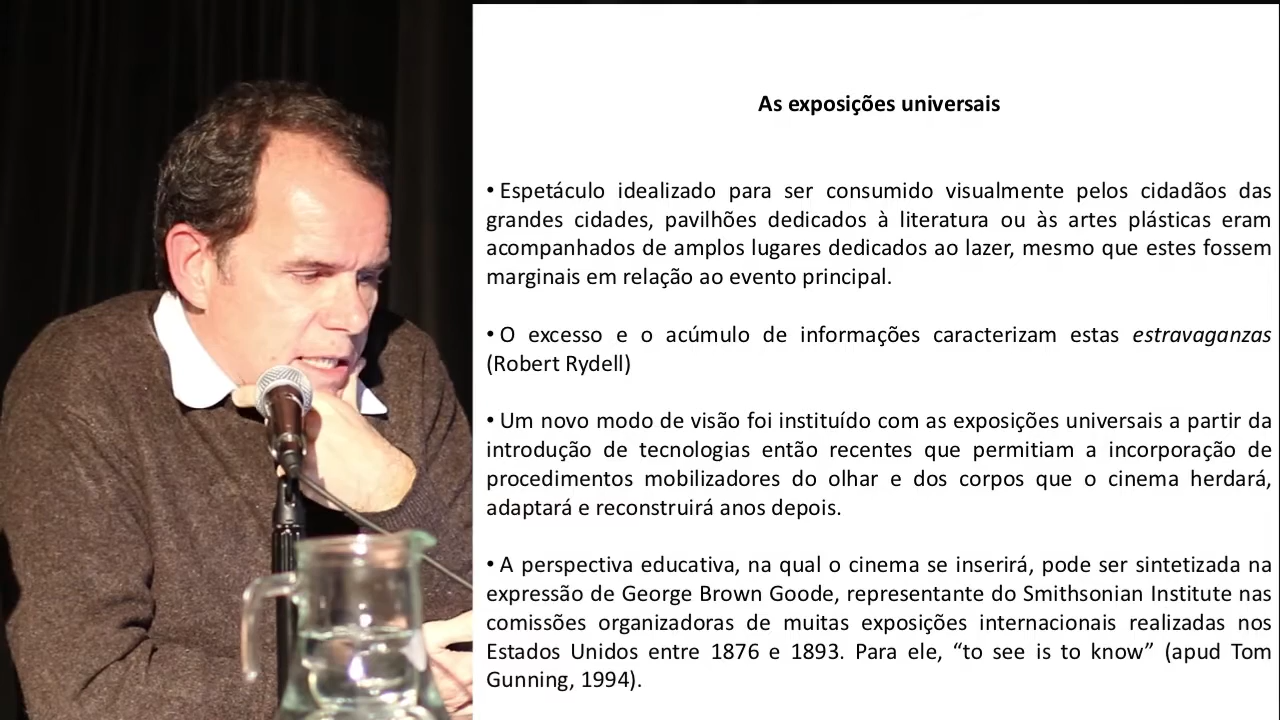 As exposições universais
• Espetáculo idealizado para ser consumido visualmente pelos cidadãos das
grandes cidades, pavilhões dedicados à literatura ou às artes plásticas eram
acompanhados de amplos lugares dedicados ao lazer, mesmo que estes fossem
marginais em relação ao evento principal.
• O excesso e o acúmulo de informações caracterizam estas estravaganzas
(Robert Rydell)
• Um novo modo de visão foi instituído com as exposições universais a partir da
introdução de tecnologias então recentes que permitiam a incorporação de
procedimentos mobilizadores do olhar e dos corpos que o cinema herdará,
adaptará e reconstruirá anos depois.
• A perspectiva educativa, na qual o cinema se inserirá, pode ser sintetizada na
expressão de George Brown Goode, representante do Smithsonian Institute nas
comissões organizadoras de muitas exposições internacionais realizadas nos
Estados Unidos entre 1876 e 1893. Para ele, “to see is to know” (apud Tom
Gunning, 1994).